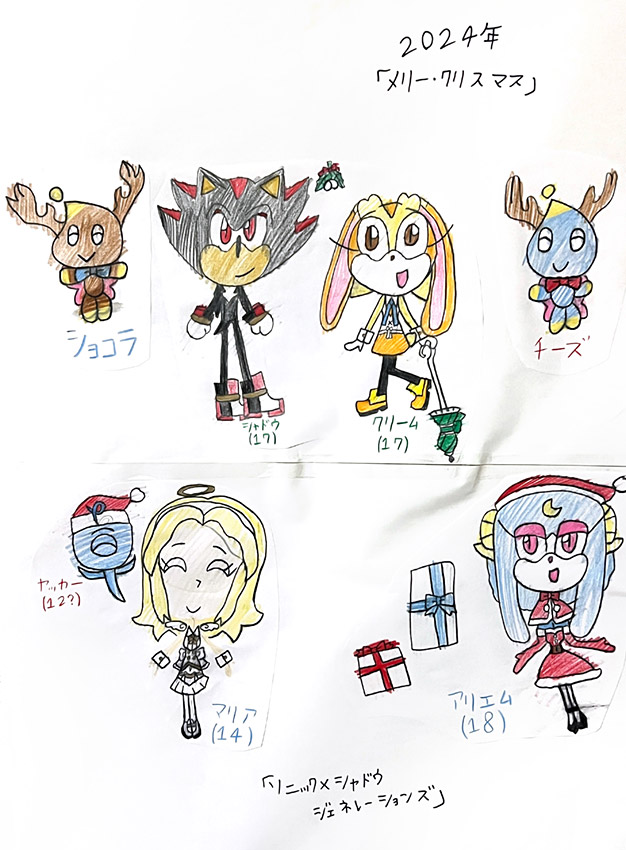 2024年
「メリー・クリスマス」
ショコラ
シャドウ
(17)
クリーム
(17)
チーズ
ヤッカー
(12?)
マリア
(14)
アリエム
(18)
「ソニック×シャドウ
ジェネレーションズ」